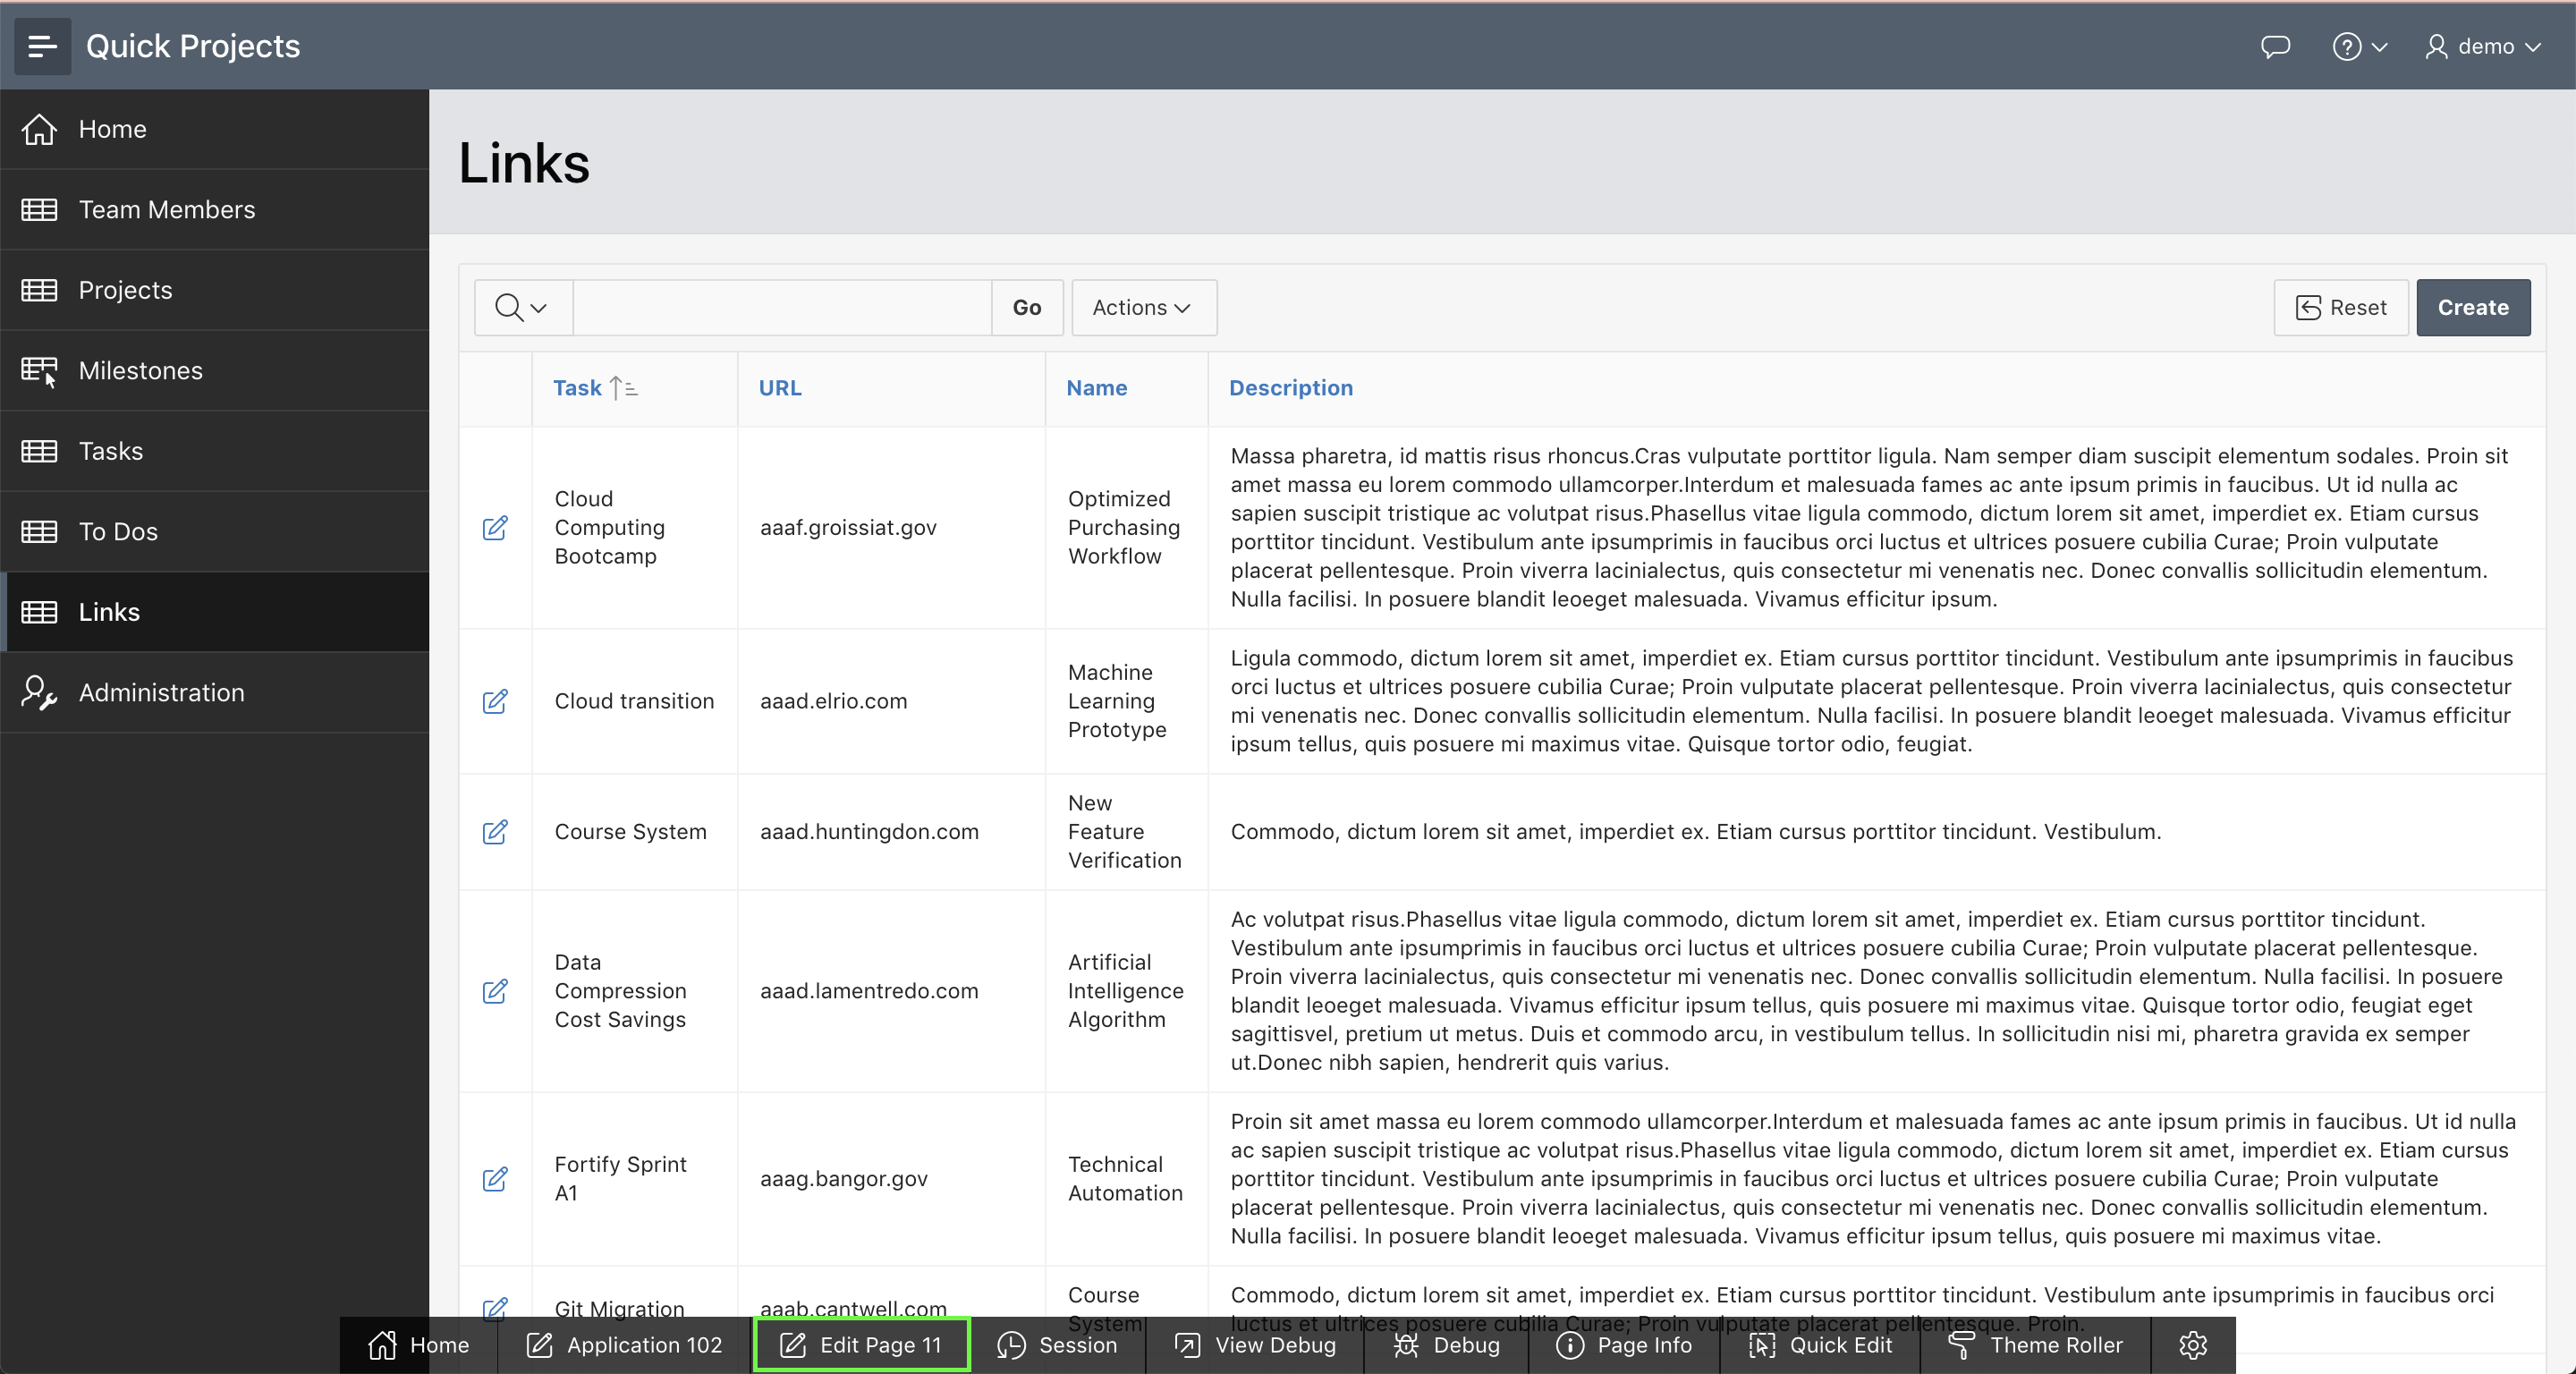 Quick Projects
demo
Home
Team Members
Projects
Milestones
Tasks
To Dos
Links
Administration
Links
Go
Actions
Reset
Create
Task
URL
Name
Description
Cloud
Computing
Bootcamp
aaaf.groissiat.gov
Optimized
Purchasing
Workflow
Massa pharetra, id mattis risus rhoncus.Cras vulputate porttitor ligula. Nam semper diam suscipit elementum sodales. Proin sit
amet massa eu lorem commodo ullamcorper.Interdum et malesuada fames ac ante ipsum primis in faucibus. Ut id nulla ac
sapien suscipit tristique ac volutpat risus.Phasellus vitae ligula commodo, dictum lorem sit amet, imperdiet ex. Etiam cursus
porttitor tincidunt. Vestibulum ante ipsumprimis in faucibus orci luctus et ultrices posuere cubilia Curae; Proin vulputate
placerat pellentesque. Proin viverra lacinialectus, quis consectetur mi venenatis nec. Donec convallis sollicitudin elementum.
Nulla facilisi. In posuere blandit leoeget malesuada. Vivamus efficitur ipsum.
Cloud transition
aaad.elrio.com
Machine
Learning
Prototype
Ligula commodo, dictum lorem sit amet, imperdiet ex. Etiam cursus porttitor tincidunt. Vestibulum ante ipsumprimis in faucibus
orci luctus et ultrices posuere cubilia Curae; Proin vulputate placerat pellentesque. Proin viverra lacinialectus, quis consectetur
mi venenatis nec. Donec convallis sollicitudin elementum. Nulla facilisi. In posuere blandit leoeget malesuada. Vivamus efficitur
ipsum tellus, quis posuere mi maximus vitae. Quisque tortor odio, feugiat.
Course System
aaad.huntingdon.com
New
Feature
Verification
Commodo, dictum lorem sit amet, imperdiet ex. Etiam cursus porttitor tincidunt. Vestibulum.
Data
Compression
Cost Savings
aaad.lamentredo.com
Artificial
Intelligence
Algorithm
Ac volutpat risus.Phasellus vitae ligula commodo, dictum lorem sit amet, imperdiet ex. Etiam cursus porttitor tincidunt.
Vestibulum ante ipsumprimis in faucibus orci luctus et ultrices posuere cubilia Curae; Proin vulputate placerat pellentesque.
Proin viverra lacinialectus, quis consectetur mi venenatis nec. Donec convallis sollicitudin elementum. Nulla facilisi. In posuere
blandit leoeget malesuada. Vivamus efficitur ipsum tellus, quis posuere mi maximus vitae. Quisque tortor odio, feugiat eget
sagittisvel, pretium ut metus. Duis et commodo arcu, in vestibulum tellus. In sollicitudin nisi mi, pharetra gravida ex semper
ut.Donec nibh sapien, hendrerit quis varius.
Fortify Sprint
A1
aaag.bangor.gov
Technical
Automation
Proin sit amet massa eu lorem commodo ullamcorper.Interdum et malesuada fames ac ante ipsum primis in faucibus. Ut id nulla
ac sapien suscipit tristique ac volutpat risus.Phasellus vitae ligula commodo, dictum lorem sit amet, imperdiet ex. Etiam cursus
porttitor tincidunt. Vestibulum ante ipsumprimis in faucibus orci luctus et ultrices posuere cubilia Curae; Proin vulputate
placerat pellentesque. Proin viverra lacinialectus, quis consectetur mi venenatis nec. Donec convallis sollicitudin elementum.
Nulla facilisi. In posuere blandit leoeget malesuada. Vivamus efficitur ipsum tellus, quis posuere mi maximus vitae.
Git Migration
aaab.cantwell.com
Course
System
Commodo, dictum lorem sit amet, imperdiet ex. Etiam cursus porttitor tincidunt. Vestibulum ante ipsumprimis in faucibus orci
luctus et ultrices posuere cubilia Curae; Proin vulputate placerat pellentesque. Proin.
Home
Application 102
Edit Page 11
Session
View Debug
Debug
Page Info
Quick Edit
Theme Roller